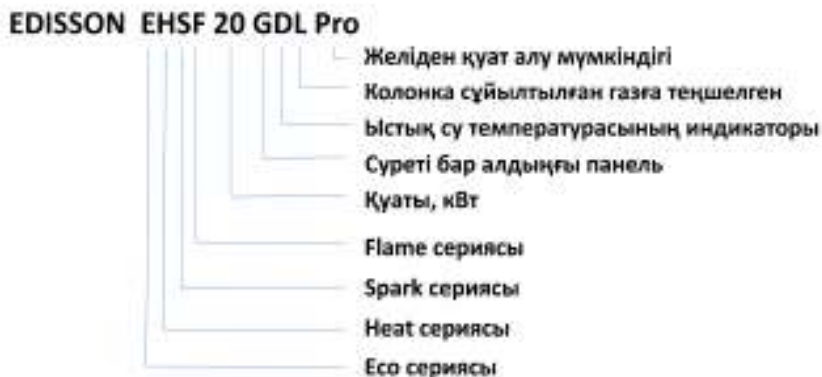 EDISSON EHSF 20 GDL Pro
Желіден қуат алу мүмкіндігі
Колонка сұйылтылған газға теңшелген
Ыстық су температурасының индикаторы
Суреті бар алдыңғы панель
Қуаты, кВт
Flame сериясы
Spark сериясы
Heat сериясы
Eco сериясы